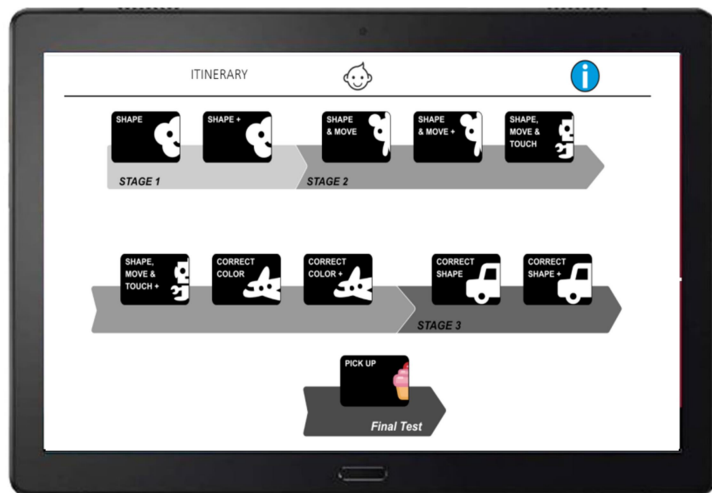 ITINERARY
i
SHAPE
SHAPE +
SHAPE
& MOVE
SHAPE
& MOVE +
SHAPE,
MOVE &
TOUCH
STAGE 1
STAGE 2
SHAPE,
MOVE &
TOUCH +
CORRECT
COLOR
CORRECT
COLOR +
CORRECT
SHAPE
CORRECT
SHAPE +
STAGE 3
PICK UP
Final Test